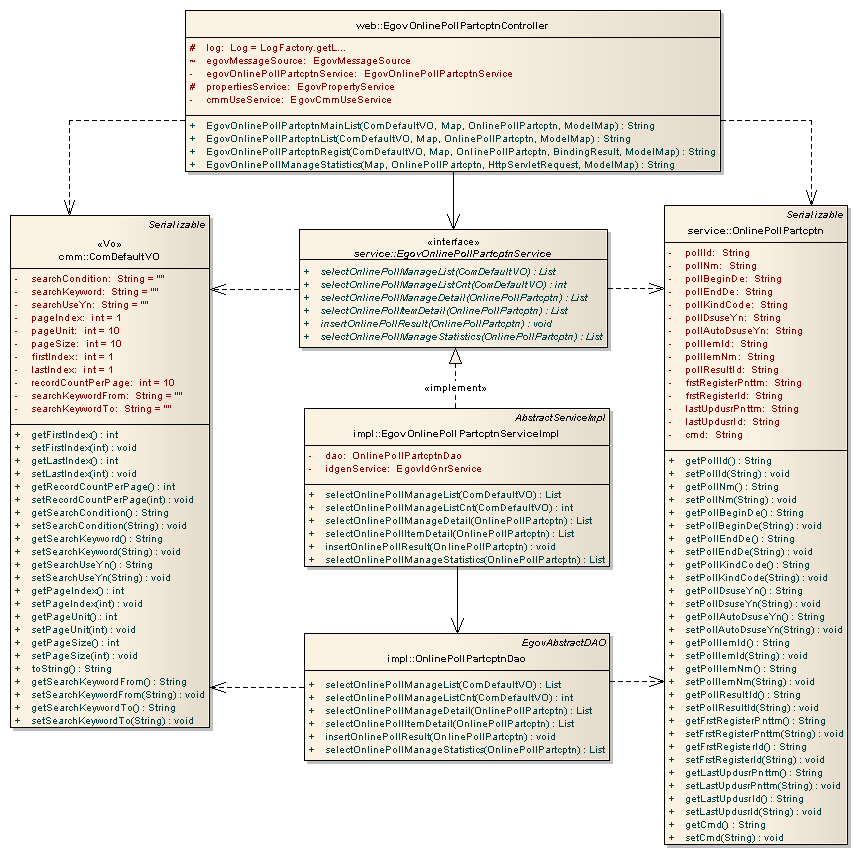 web::EgovOnlinePollPartcptnController
# log: Log = LogFactory.getL...
~ egovMessageSource: EgovMessageSource
- egovOnlinePollPartcptnService: EgovOnlinePollPartcptnService
# propertiesService: EgovPropertyService
- cmmUseService: EgovCmmUseService
+ EgovOnlinePollPartcptnMainList(ComDefaultVO, Map, OnlinePollPartcptn, ModelMap) : String
+ EgovOnlinePollPartcptnList(ComDefaultVO, Map, OnlinePollPartcptn, ModelMap) : String
+ EgovOnlinePollPartcptnRegist(ComDefaultVO, Map, OnlinePollPartcptn, BindingResult, ModelMap) : String
+ EgovOnlinePollManageStatistics(Map, OnlinePollPartcptn, HttpServletRequest, ModelMap) : String
Serializable
«Vo»
cmm::ComDefaultVO
- searchCondition: String = ""
- searchKeyword: String = ""
- searchUseYn: String = ""
- pageIndex: int = 1
- pageUnit: int = 10
- pageSize: int = 10
- firstIndex: int = 1
- lastIndex: int = 1
- recordCountPerPage: int = 10
- searchKeywordFrom: String = ""
- searchKeywordTo: String = ""
+ getFirstIndex() : int
+ setFirstIndex(int) : void
+ getLastIndex() : int
+ setLastIndex(int) : void
+ getRecordCountPerPage() : int
+ setRecordCountPerPage(int) : void
+ getSearchCondition() : String
+ setSearchCondition(String) : void
+ getSearchKeyword() : String
+ setSearchKeyword(String) : void
+ getSearchUseYn() : String
+ setSearchUseYn(String) : void
+ getPageIndex() : int
+ setPageIndex(int) : void
+ getPageUnit() : int
+ setPageUnit(int) : void
+ getPageSize() : int
+ setPageSize(int) : void
+ toString() : String
+ getSearchKeywordFrom() : String
+ setSearchKeywordFrom(String) : void
+ getSearchKeywordTo() : String
+ setSearchKeywordTo(String) : void
«interface»
service::EgovOnlinePollPartcptnService
+ selectOnlinePollManageList(ComDefaultVO) : List
+ selectOnlinePollManageListCnt(ComDefaultVO) : int
+ selectOnlinePollManageDetail(OnlinePollPartcptn) : List
+ selectOnlinePollItemDetail(OnlinePollPartcptn) : List
+ insertOnlinePollResult(OnlinePollPartcptn) : void
+ selectOnlinePollManageStatistics(OnlinePollPartcptn) : List
«implement»
AbstractServiceImpl
impl::EgovOnlinePollPartcptnServiceImpl
- dao: OnlinePollPartcptnDao
- idgenService: EgovIdGnrService
+ selectOnlinePollManageList(ComDefaultVO) : List
+ selectOnlinePollManageListCnt(ComDefaultVO) : int
+ selectOnlinePollManageDetail(OnlinePollPartcptn) : List
+ selectOnlinePollItemDetail(OnlinePollPartcptn) : List
+ insertOnlinePollResult(OnlinePollPartcptn) : void
+ selectOnlinePollManageStatistics(OnlinePollPartcptn) : List
EgovAbstractDAO
impl::OnlinePollPartcptnDao
+ selectOnlinePollManageList(ComDefaultVO) : List
+ selectOnlinePollManageListCnt(ComDefaultVO) : int
+ selectOnlinePollManageDetail(OnlinePollPartcptn) : List
+ selectOnlinePollItemDetail(OnlinePollPartcptn) : List
+ insertOnlinePollResult(OnlinePollPartcptn) : void
+ selectOnlinePollManageStatistics(OnlinePollPartcptn) : List
Serializable
service::OnlinePollPartcptn
- pollId: String
- pollNm: String
- pollBeginDe: String
- pollEndDe: String
- pollKindCode: String
- pollDsuseYn: String
- pollAutoDsuseYn: String
- pollIemId: String
- pollIemNm: String
- pollResultId: String
- frstRegisterPnttm: String
- frstRegisterId: String
- lastUpdusrPnttm: String
- lastUpdusrId: String
- cmd: String
+ getPollId() : String
+ setPollId(String) : void
+ getPollNm() : String
+ setPollNm(String) : void
+ getPollBeginDe() : String
+ setPollBeginDe(String) : void
+ getPollEndDe() : String
+ setPollEndDe(String) : void
+ getPollKindCode() : String
+ setPollKindCode(String) : void
+ getPollDsuseYn() : String
+ setPollDsuseYn(String) : void
+ getPollAutoDsuseYn() : String
+ setPollAutoDsuseYn(String) : void
+ getPollIemId() : String
+ setPollIemId(String) : void
+ getPollIemNm() : String
+ setPollIemNm(String) : void
+ getPollResultId() : String
+ setPollResultId(String) : void
+ getFrstRegisterPnttm() : String
+ setFrstRegisterPnttm(String) : void
+ getFrstRegisterId() : String
+ setFrstRegisterId(String) : void
+ getLastUpdusrPnttm() : String
+ setLastUpdusrPnttm(String) : void
+ getLastUpdusrId() : String
+ setLastUpdusrId(String) : void
+ getCmd() : String
+ setCmd(String) : void